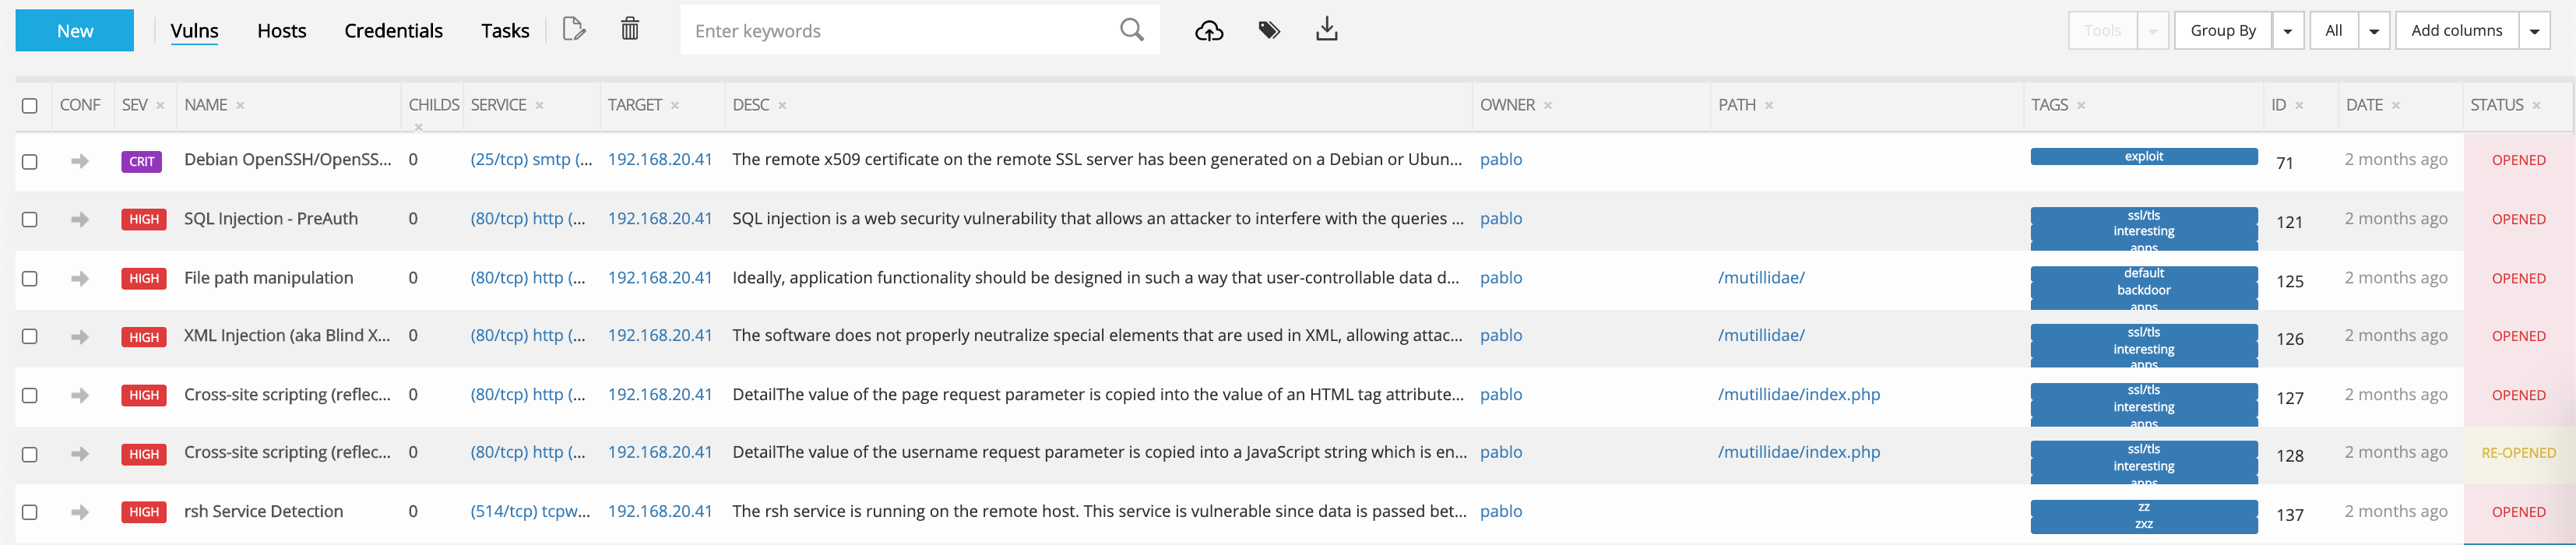 New Vulns Hosts Credentials Tasks Enter keywords Tools Group By All Add columns
CONF SEV × NAME × CHILDS × SERVICE × TARGET × DESC × OWNER × PATH × TAGS × ID × DATE × STATUS ×
CRIT Debian OpenSSH/OpenSS... 0 (25/tcp) smtp (... 192.168.20.41 The remote x509 certificate on the remote SSL server has been generated on a Debian or Ubun... pablo exploit 71 2 months ago OPENED
HIGH SQL Injection - PreAuth 0 (80/tcp) http (... 192.168.20.41 SQL injection is a web security vulnerability that allows an attacker to interfere with the queries ... pablo ssl/tls interesting apps 121 2 months ago OPENED
HIGH File path manipulation 0 (80/tcp) http (... 192.168.20.41 Ideally, application functionality should be designed in such a way that user-controllable data d... pablo /mutillidae/ default backdoor apps 125 2 months ago OPENED
HIGH XML Injection (aka Blind X... 0 (80/tcp) http (... 192.168.20.41 The software does not properly neutralize special elements that are used in XML, allowing attac... pablo /mutillidae/ ssl/tls interesting apps 126 2 months ago OPENED
HIGH Cross-site scripting (reflec... 0 (80/tcp) http (... 192.168.20.41 DetailThe value of the page request parameter is copied into the value of an HTML tag attribute... pablo /mutillidae/index.php ssl/tls interesting apps 127 2 months ago OPENED
HIGH Cross-site scripting (reflec... 0 (80/tcp) http (... 192.168.20.41 DetailThe value of the username request parameter is copied into a JavaScript string which is en... pablo /mutillidae/index.php ssl/tls interesting apps 128 2 months ago RE-OPENED
HIGH rsh Service Detection 0 (514/tcp) tcpw... 192.168.20.41 The rsh service is running on the remote host. This service is vulnerable since data is passed bet... pablo zz zxz 137 2 months ago OPENED